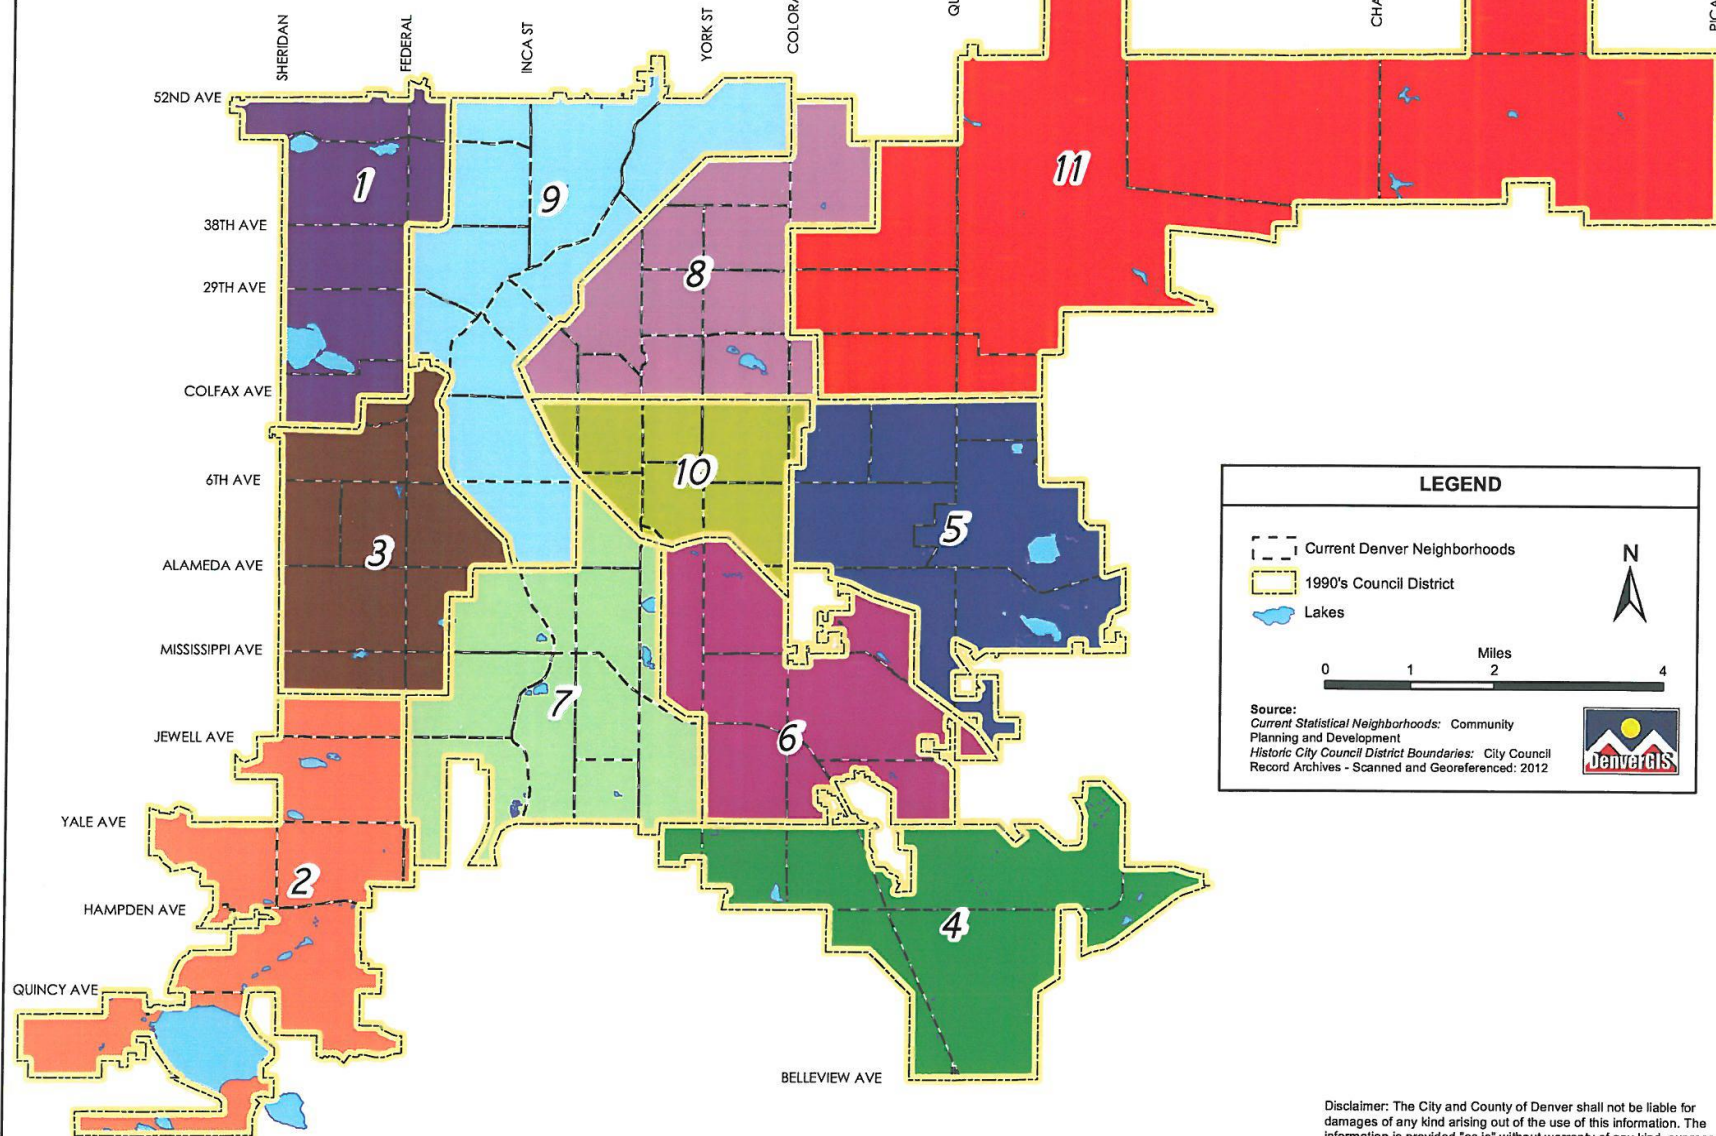 SHERIDAN
FEDERAL
INCA ST
YORK ST
52ND AVE
38TH AVE
29TH AVE
COLFAX AVE
6TH AVE
ALAMEDA AVE
MISSISSIPPI AVE
JEWELL AVE
YALE AVE
HAMPDEN AVE
QUINCY AVE
BELLEVIEW AVE
1
9
11
8
10
3
5
7
6
2
4
LEGEND
Current Denver Neighborhoods
1990's Council District
Lakes
N
Miles
0 1 2 4
Source:
Current Statistical Neighborhoods: Community
Planning and Development
Historic City Council District Boundaries: City Council
Record Archives - Scanned and Georeferenced: 2012
DenverGIS
Disclaimer: The City and County of Denver shall not be liable for
damages of any kind arising out of the use of this information. The